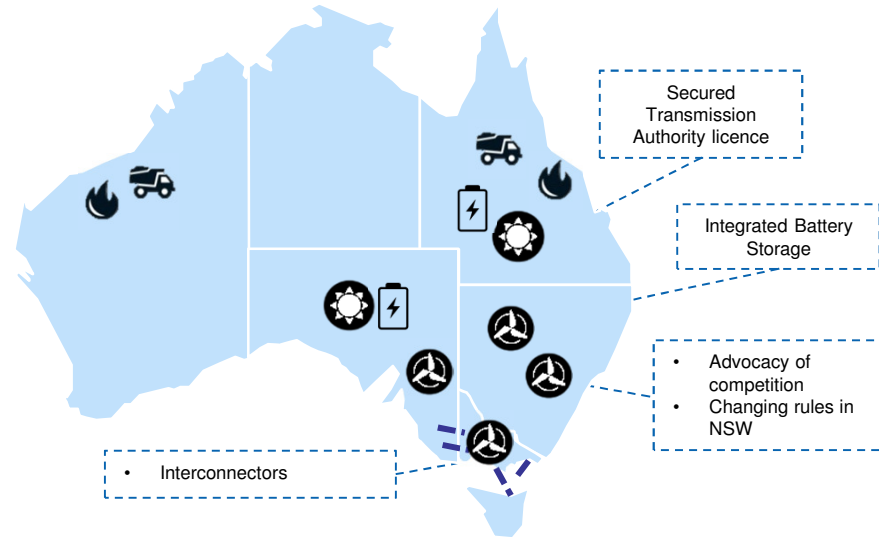 Secured
Transmission
Authority licence
Integrated Battery
Storage
• Advocacy of
competition
• Changing rules in
NSW
• Interconnectors